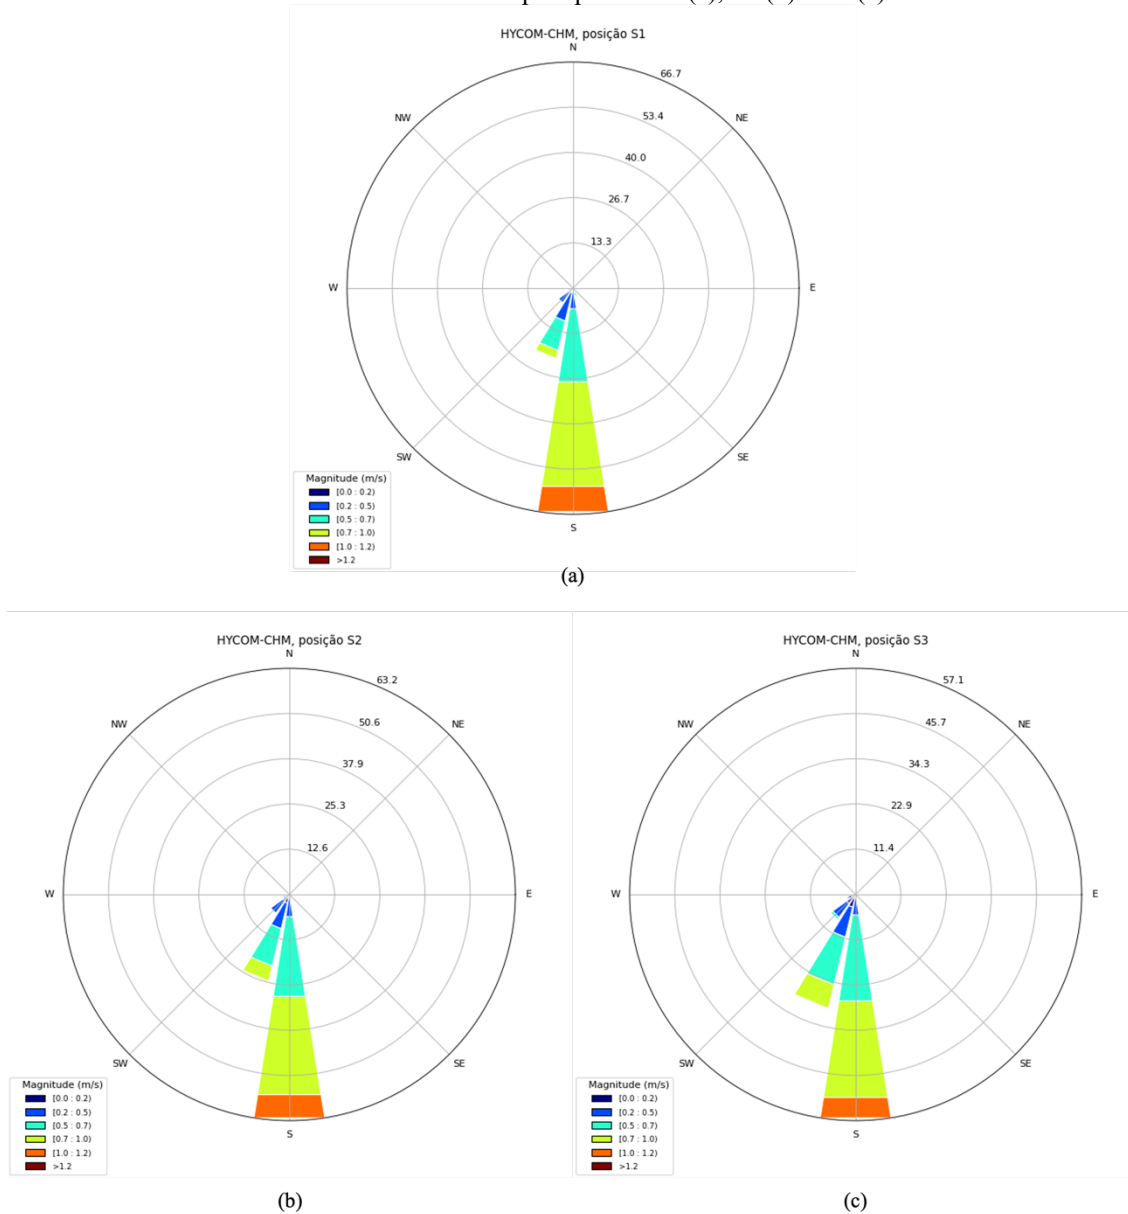 HYCOM-CHM, posição S1
N
66.7
53.4
NW
NE
40.0
26.7
13.3
W
E
SW
SE
Magnitude (m/s)
[0.0 : 0.2)
[0.2 : 0.5)
[0.5 : 0.7)
[0.7 : 1.0)
[1.0 : 1.2)
>1.2
S
(a)
HYCOM-CHM, posição S2
N
63.2
50.6
NW
NE
37.9
25.3
12.6
W
E
SW
SE
Magnitude (m/s)
[0.0 : 0.2)
[0.2 : 0.5)
[0.5 : 0.7)
[0.7 : 1.0)
[1.0 : 1.2)
>1.2
S
(b)
HYCOM-CHM, posição S3
N
57.1
45.7
NW
NE
34.3
22.9
11.4
W
E
SW
SE
Magnitude (m/s)
[0.0 : 0.2)
[0.2 : 0.5)
[0.5 : 0.7)
[0.7 : 1.0)
[1.0 : 1.2)
>1.2
S
(c)